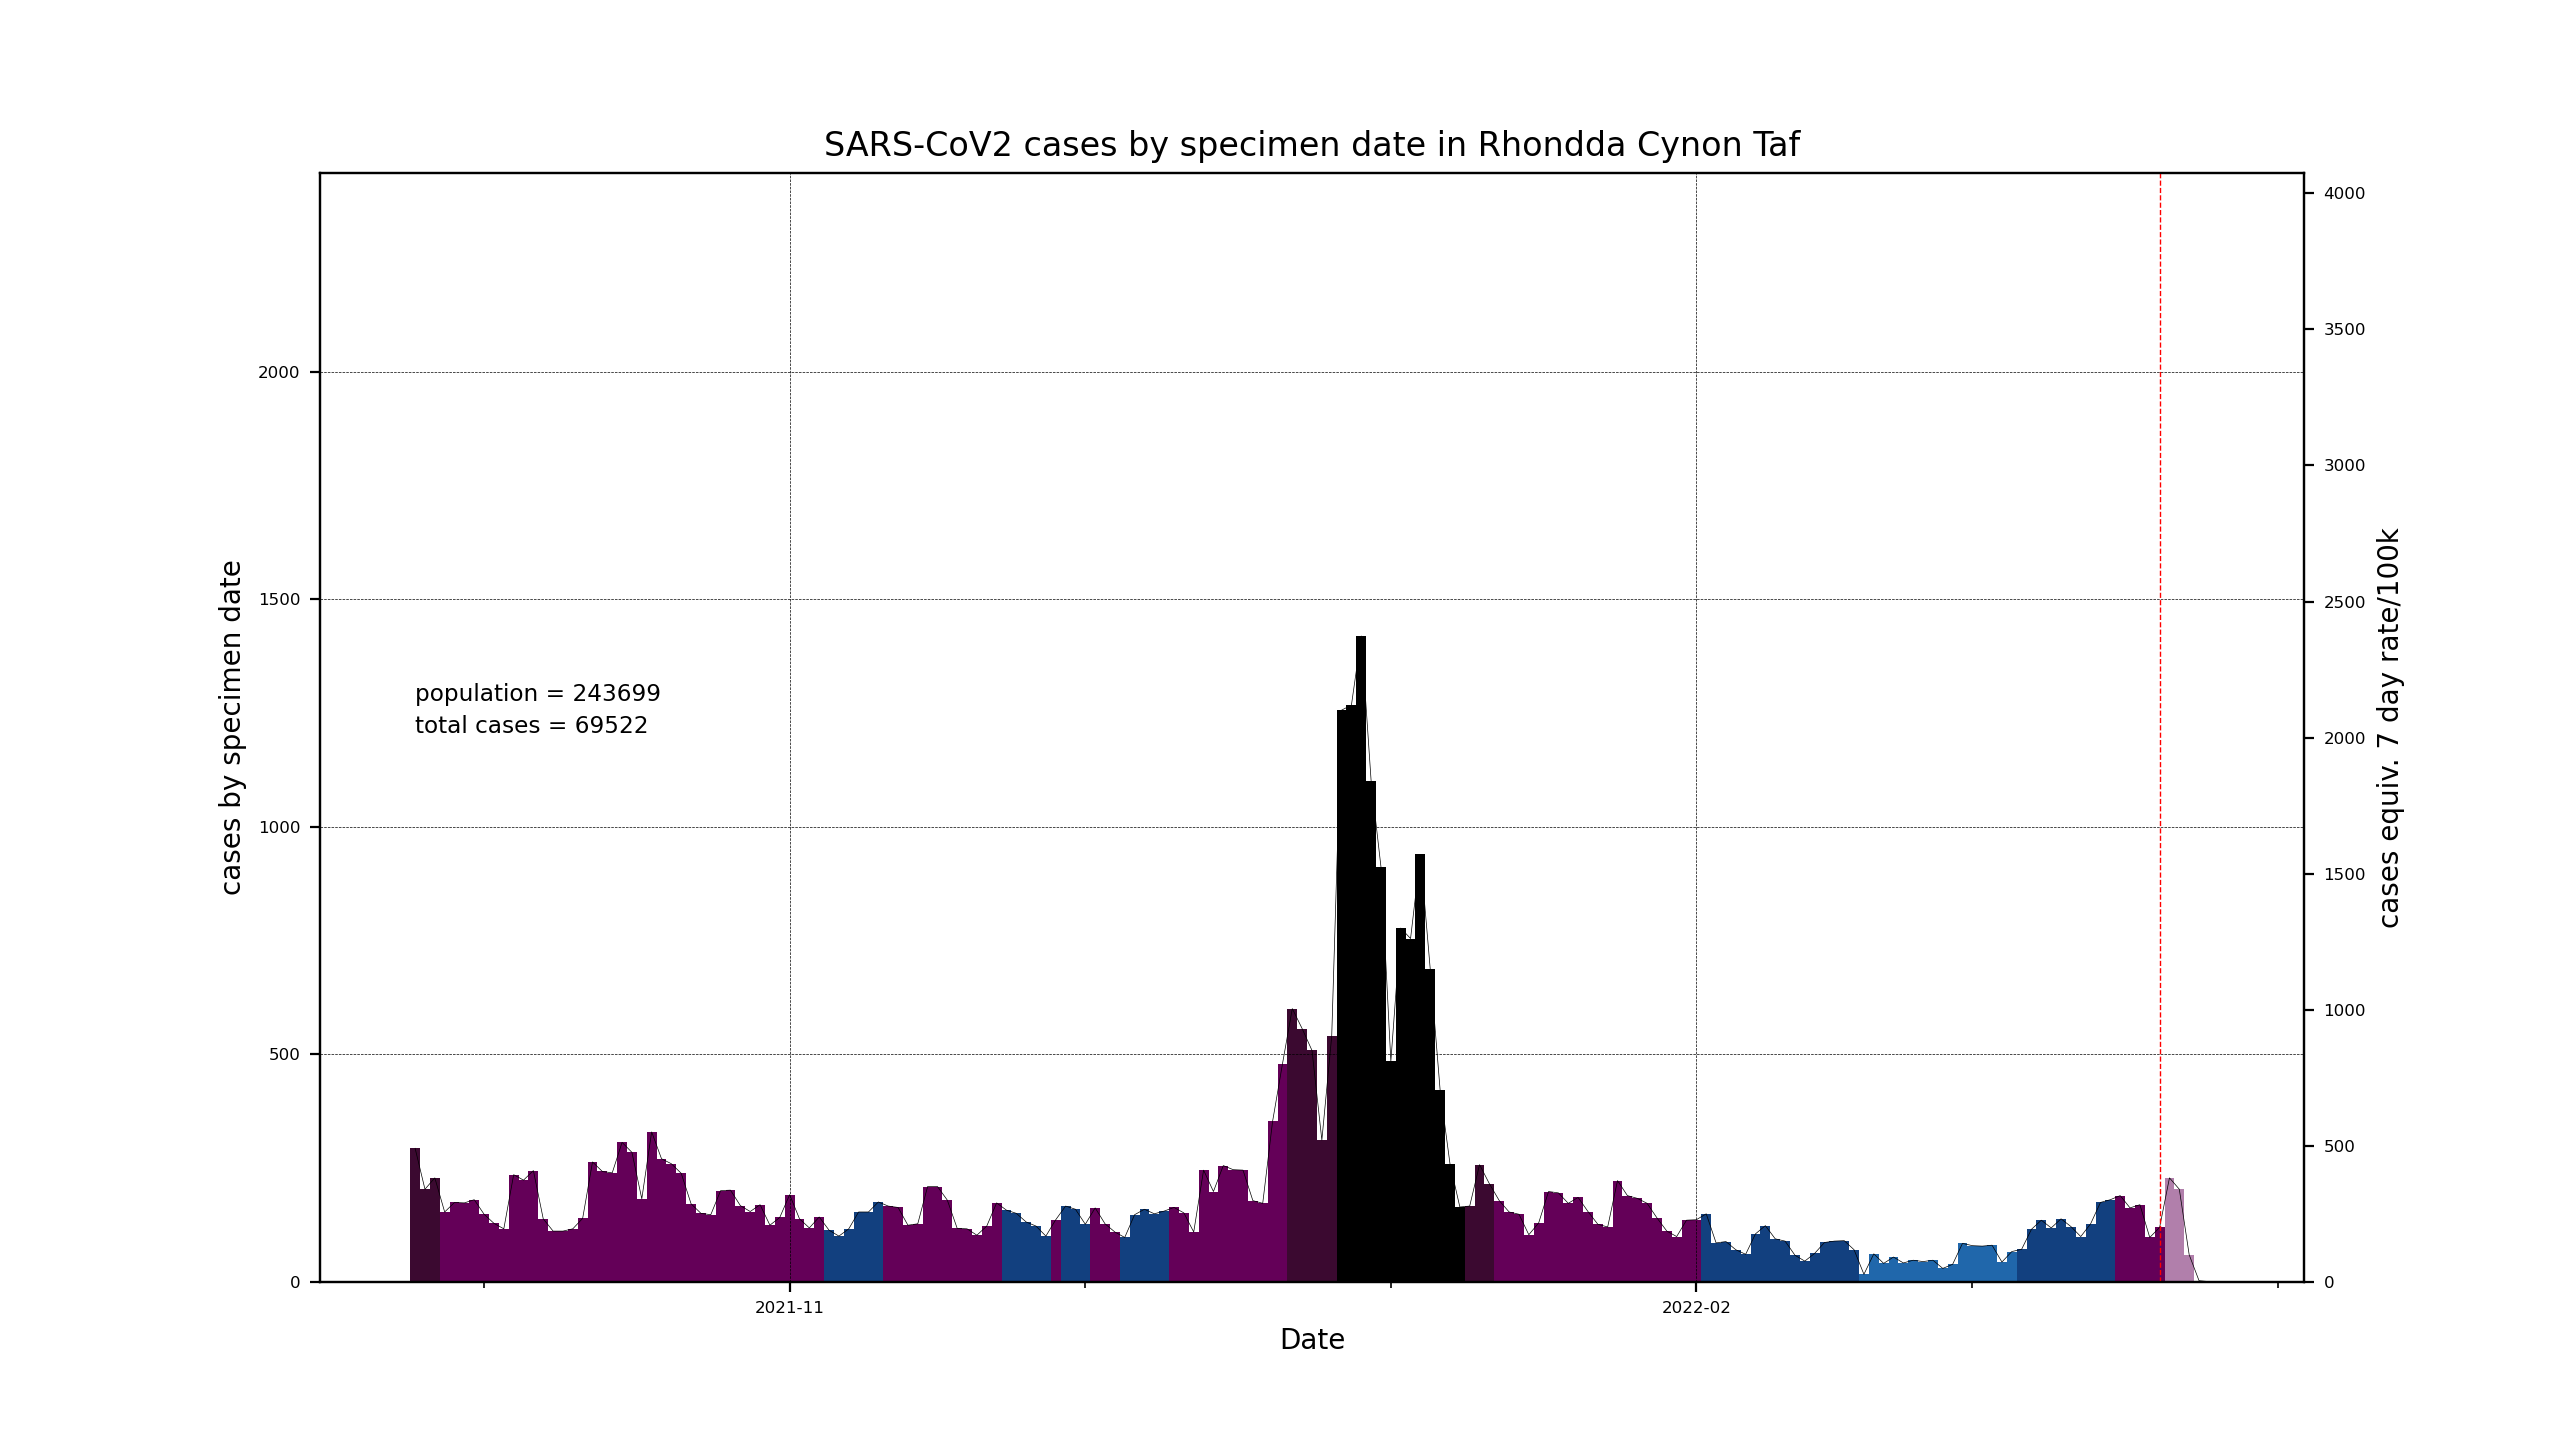 SARS-CoV2 cases by specimen date in Rhondda Cynon Taf
cases by specimen date
2000
1500
1000
500
0
population = 243699
total cases = 69522
4000
3500
3000
2500
2000
1500
1000
500
0
cases equiv. 7 day rate/100k
2021-11
2022-02
Date